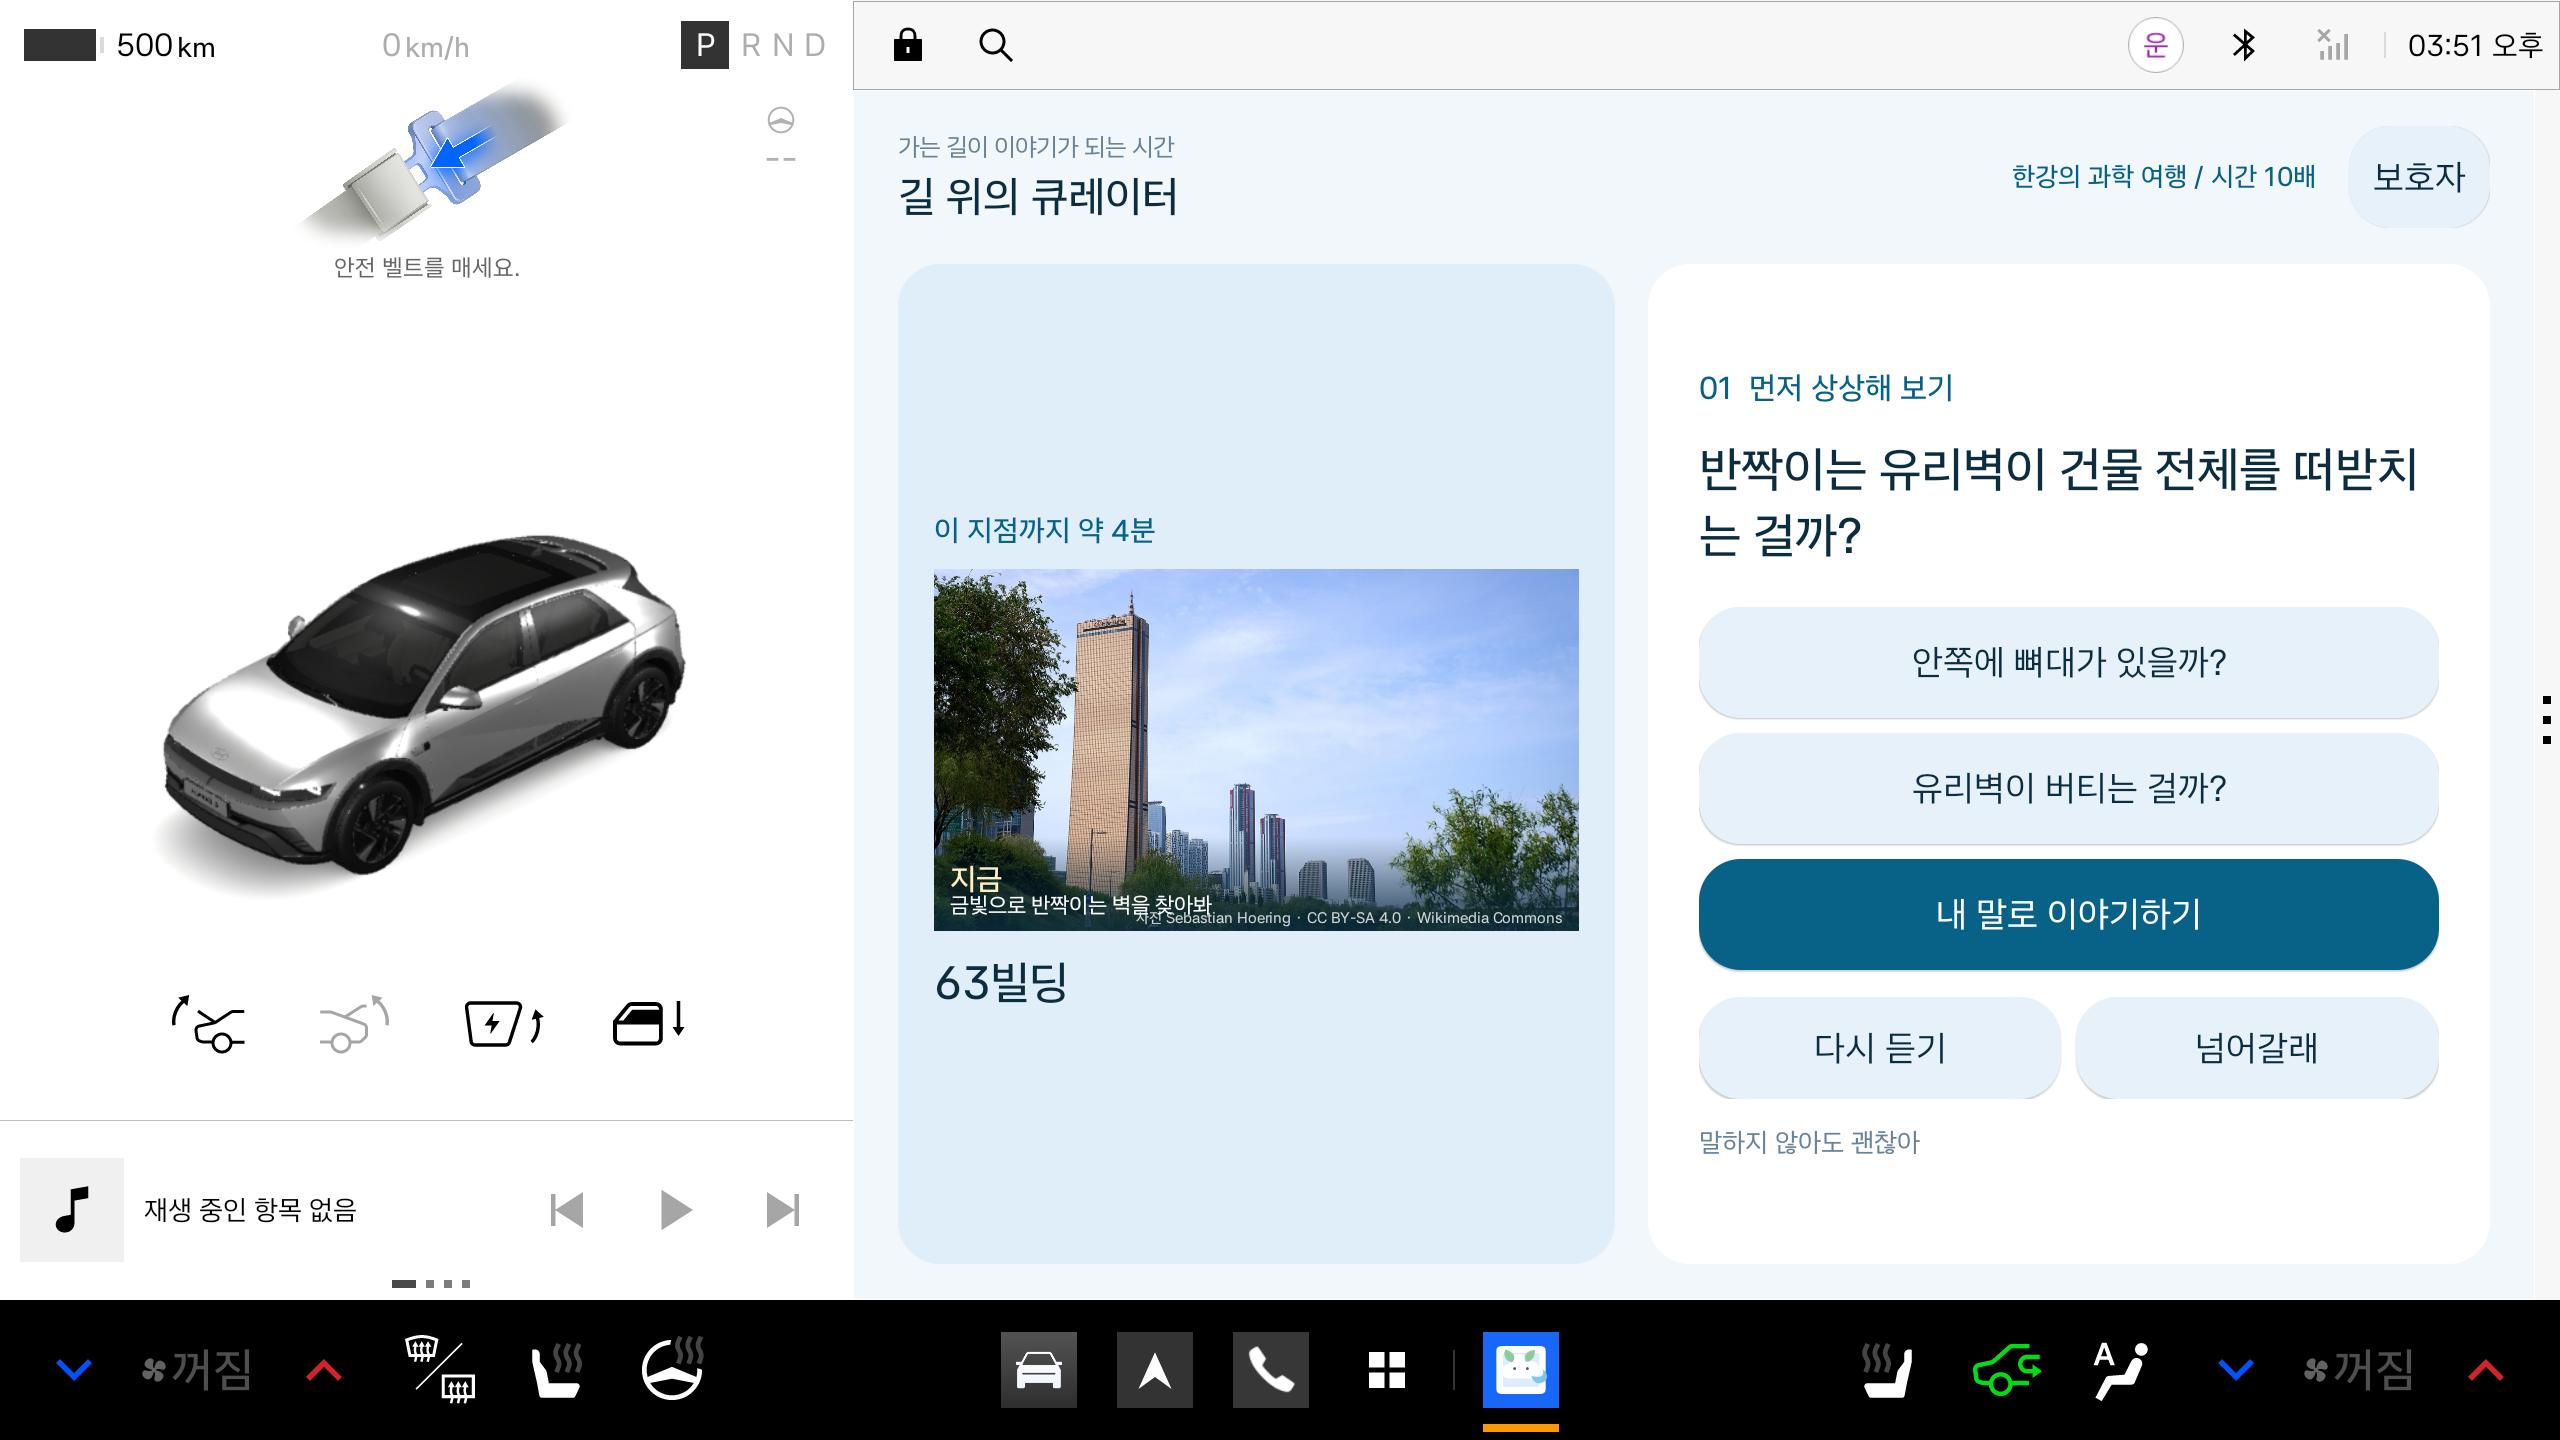 500 km
0 km/h
P R N D
안전 벨트를 매세요.
재생 중인 항목 없음
운
03:51 오후
가는 길이 이야기가 되는 시간
길 위의 큐레이터
한강의 과학 여행 / 시간 10배
보호자
이 지점까지 약 4분
지금
금빛으로 반짝이는 벽을 찾아봐
사진 Sebastian Hoering · CC BY-SA 4.0 · Wikimedia Commons
63빌딩
01 먼저 상상해 보기
반짝이는 유리벽이 건물 전체를 떠받치
는 걸까?
안쪽에 뼈대가 있을까?
유리벽이 버티는 걸까?
내 말로 이야기하기
다시 듣기
넘어갈래
말하지 않아도 괜찮아
꺼짐
A
꺼짐